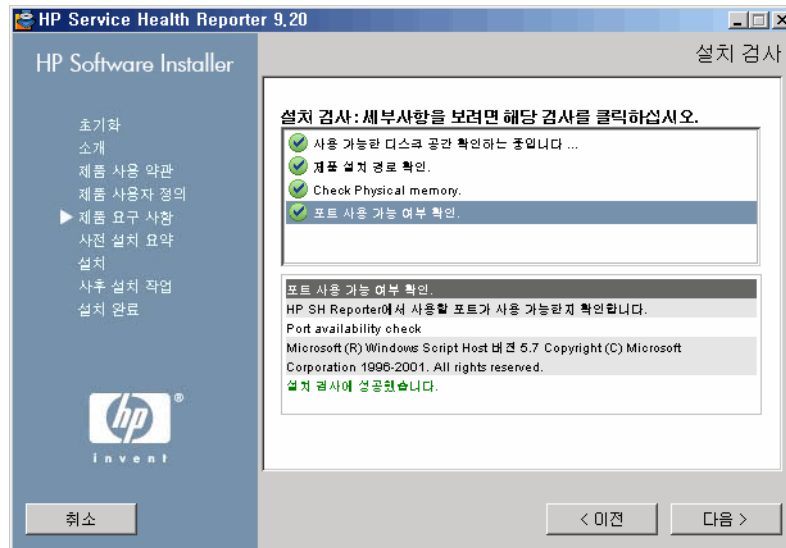 HP Service Health Reporter 9.20
HP Software Installer
설치 검사
초기화
소개
제품 사용 약관
제품 사용자 정의
제품 요구 사항
사전 설치 요약
설치
사후 설치 작업
설치 완료
설치 검사: 세부사항을 보려면 해당 검사를 클릭하십시오.
사용 가능한 디스크 공간 확인하는 중입니다 ...
제품 설치 경로 확인.
Check Physical memory.
포트 사용 가능 여부 확인.
포트 사용 가능 여부 확인.
HP SH Reporter에서 사용할 포트가 사용 가능한지 확인합니다.
Port availability check
Microsoft (R) Windows Script Host 버전 5.7 Copyright (C) Microsoft
Corporation 1996-2001. All rights reserved.
설치 검사에 성공했습니다.
hp ®
invent
취소
< 이전
다음 >